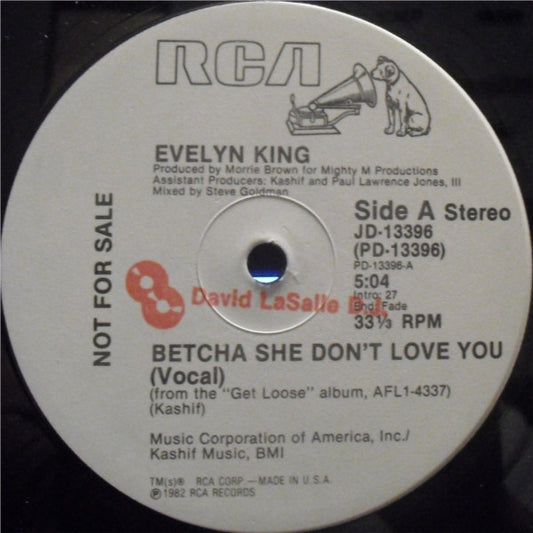 RCA
EVELYN KING
Produced by Morrie Brown for Mighty M Productions
Assistant Producers: Kashif and Paul Lawrence Jones, III
Mixed by Steve Goldman
NOT FOR SALE
Side A Stereo
JD-13396
(PD-13396)
PD-13396-A
5:04
Intro: 27
End: Fade
33⅓ RPM
David LaSalle D.J.
BETCHA SHE DON'T LOVE YOU
(Vocal)
(from the "Get Loose" album, AFL1-4337)
(Kashif)
Music Corporation of America, Inc./
Kashif Music, BMI
TM(s)® RCA CORP — MADE IN U.S.A.
℗1982 RCA RECORDS